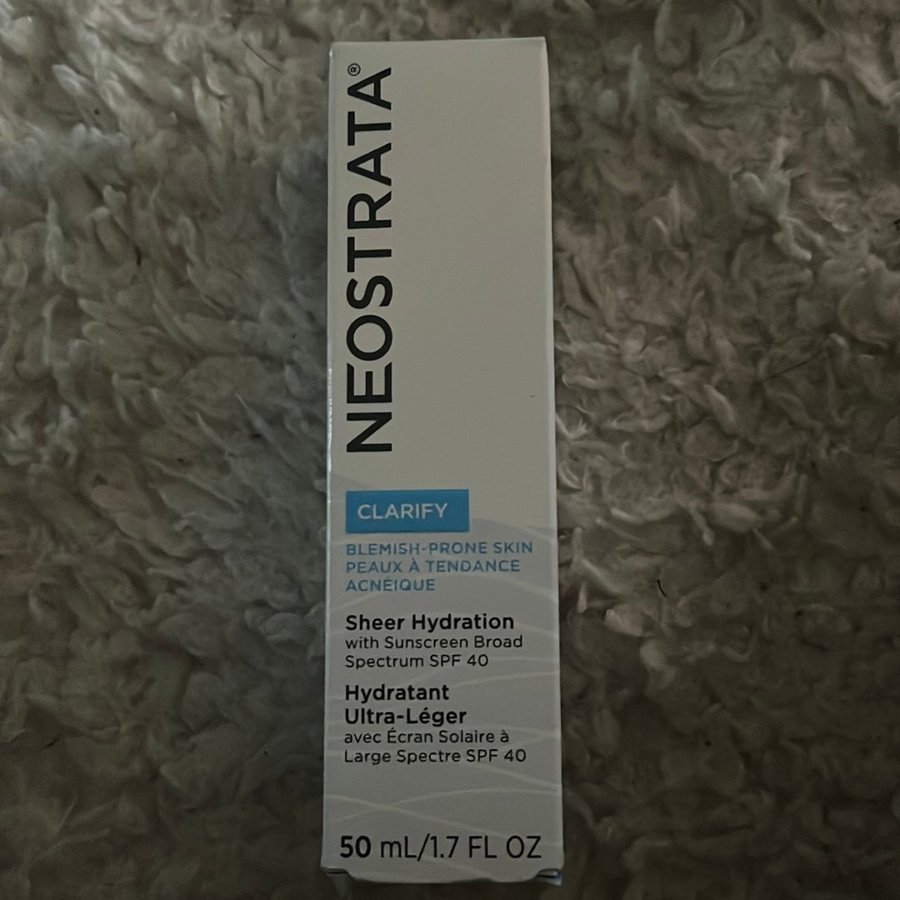 NEOSTRATA®
CLARIFY
BLEMISH-PRONE SKIN
PEAUX À TENDANCE
ACNÉIQUE
Sheer Hydration
with Sunscreen Broad
Spectrum SPF 40
Hydratant
Ultra-Léger
avec Écran Solaire à
Large Spectre SPF 40
50 mL/1.7 FL OZ